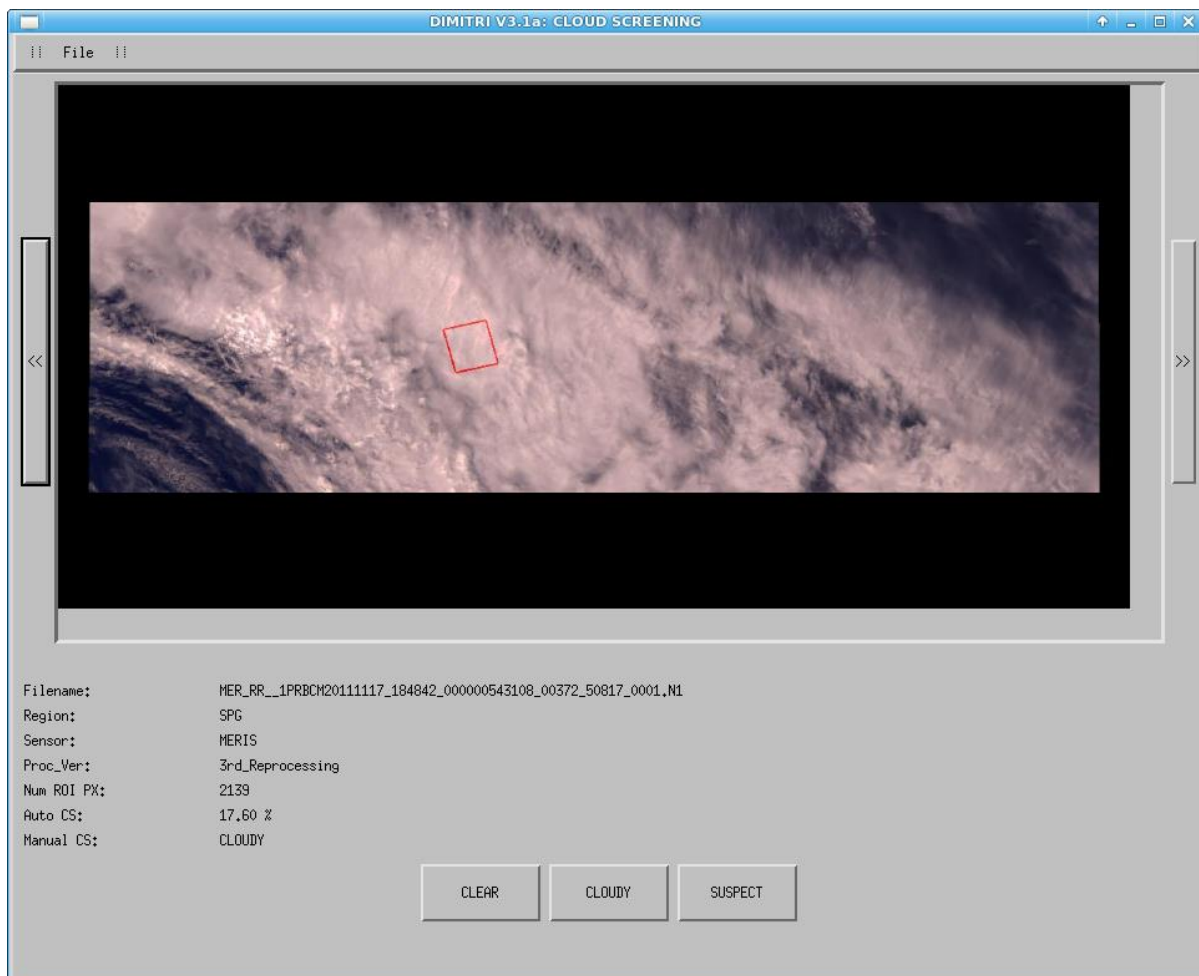 DIMITRI V3.1a: CLOUD SCREENING
File
<<
>>
Filename: MER_RR__1PRBCM20111117_184842_000000543108_00372_50817_0001.N1
Region: SPG
Sensor: MERIS
Proc_Ver: 3rd_Reprocessing
Num ROI PX: 2139
Auto CS: 17.60 %
Manual CS: CLOUDY
CLEAR CLOUDY SUSPECT